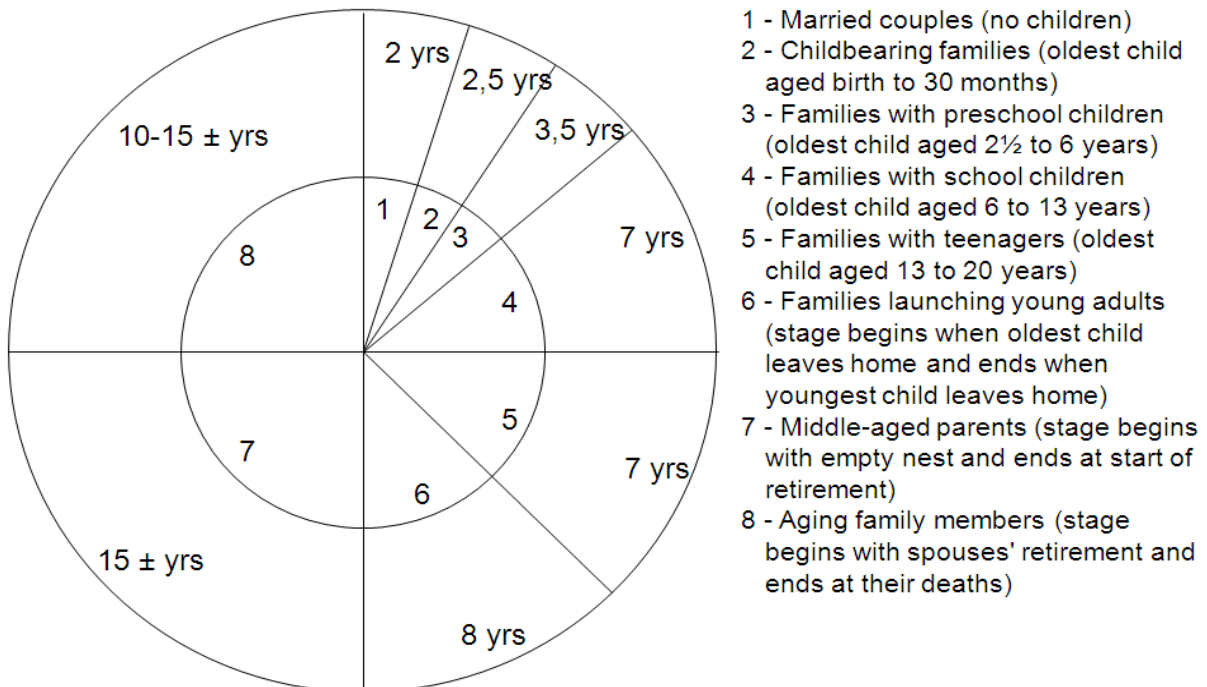 2 yrs
2,5 yrs
3,5 yrs
7 yrs
7 yrs
8 yrs
15 ± yrs
10-15 ± yrs
1
2
3
4
5
6
7
8
1 - Married couples (no children)
2 - Childbearing families (oldest child
aged birth to 30 months)
3 - Families with preschool children
(oldest child aged 2½ to 6 years)
4 - Families with school children
(oldest child aged 6 to 13 years)
5 - Families with teenagers (oldest
child aged 13 to 20 years)
6 - Families launching young adults
(stage begins when oldest child
leaves home and ends when
youngest child leaves home)
7 - Middle-aged parents (stage begins
with empty nest and ends at start of
retirement)
8 - Aging family members (stage
begins with spouses' retirement and
ends at their deaths)